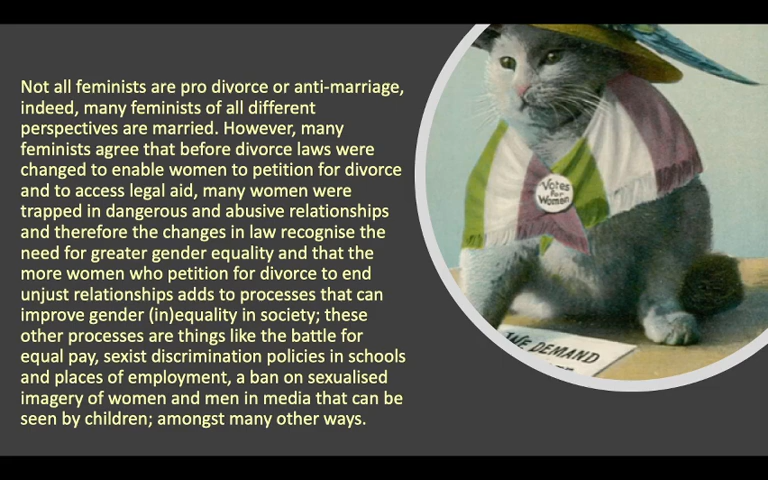 Not all feminists are pro divorce or anti-marriage,
indeed, many feminists of all different
perspectives are married. However, many
feminists agree that before divorce laws were
changed to enable women to petition for divorce
and to access legal aid, many women were
trapped in dangerous and abusive relationships
and therefore the changes in law recognise the
need for greater gender equality and that the
more women who petition for divorce to end
unjust relationships adds to processes that can
improve gender (in)equality in society; these
other processes are things like the battle for
equal pay, sexist discrimination policies in schools
and places of employment, a ban on sexualised
imagery of women and men in media that can be
seen by children; amongst many other ways.
Votes
For
Women
WE DEMAND